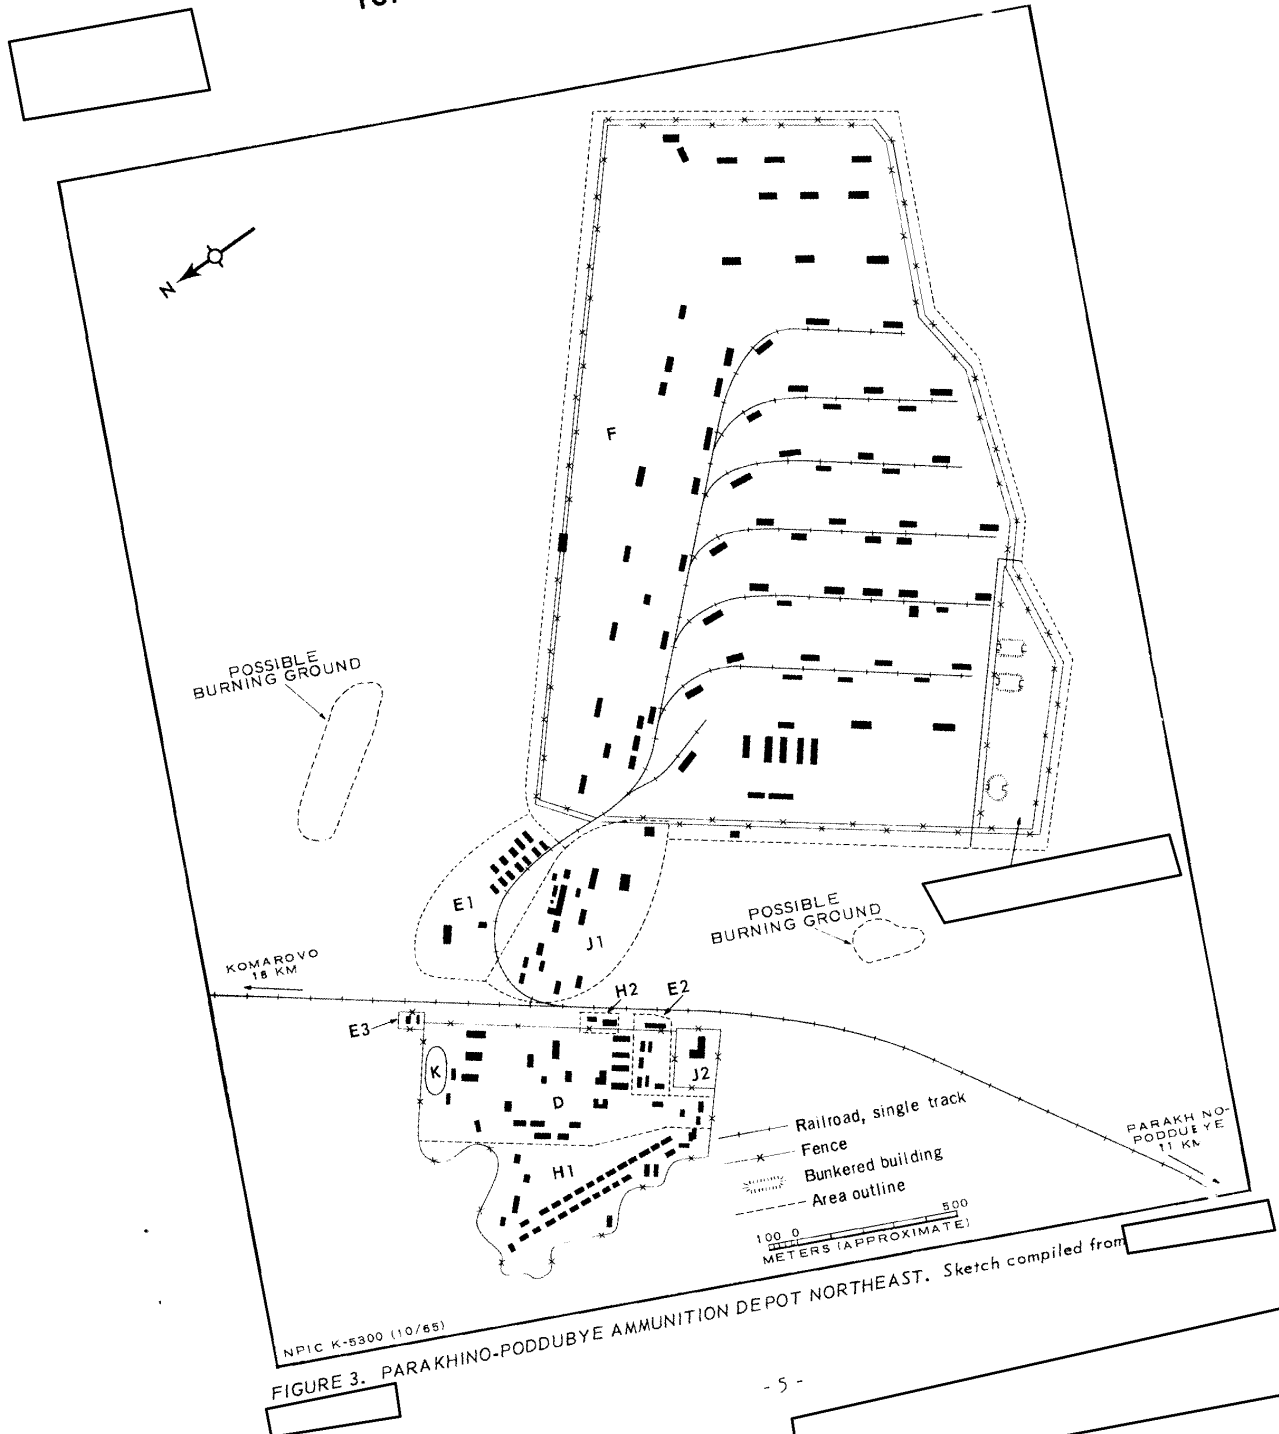 N
F
POSSIBLE
BURNING GROUND
E1
J1
POSSIBLE
BURNING GROUND
KOMAROVO
18 KM
H2
E2
E3
K
D
J2
H1
PARAKH NO-
PODDUBYE
11 KM
Railroad, single track
Fence
Bunkered building
Area outline
100 0 500
METERS (APPROXIMATE)
NPIC K-5300 (10/65)
FIGURE 3. PARAKHINO-PODDUBYE AMMUNITION DEPOT NORTHEAST. Sketch compiled from
- 5 -